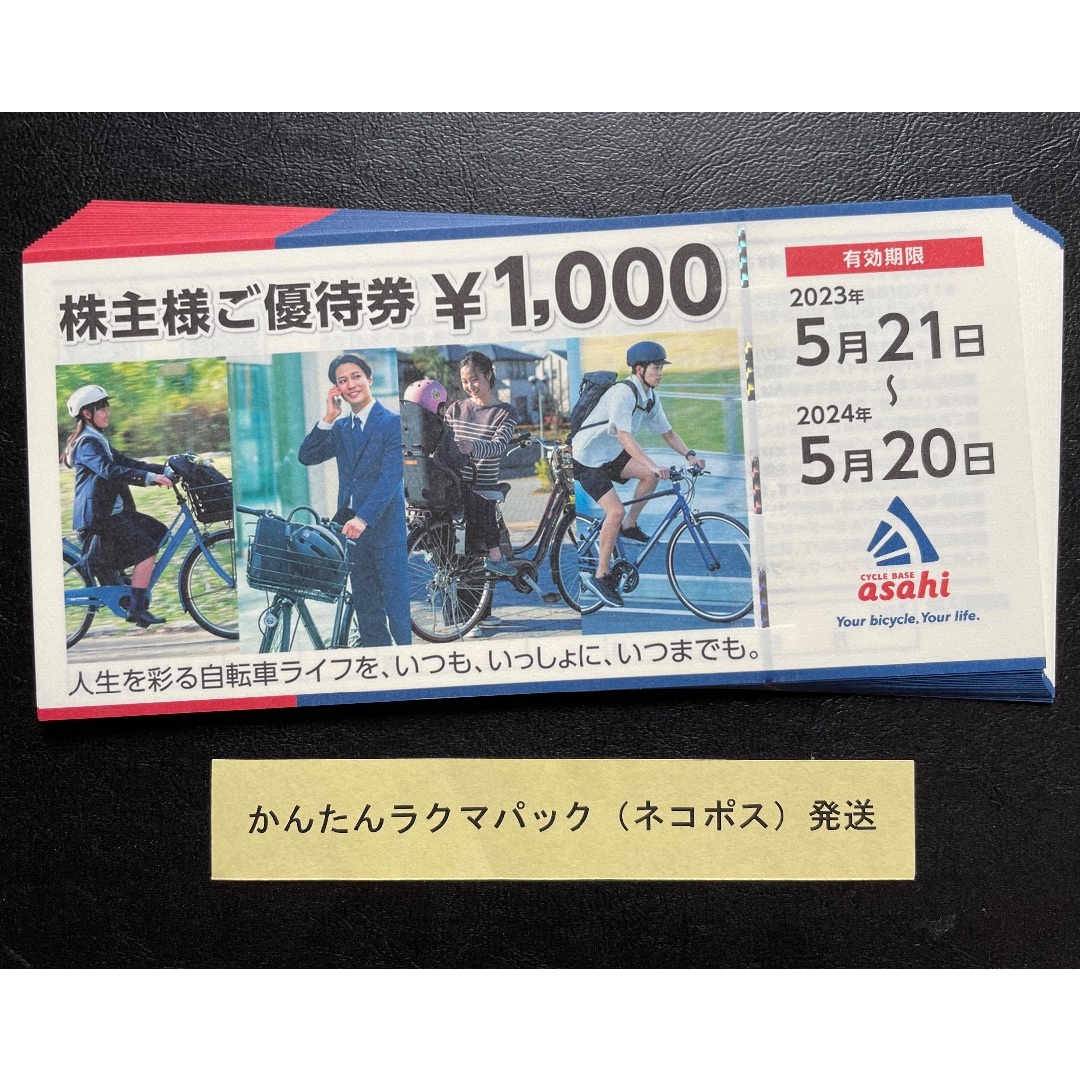 株主様ご優待券 ¥1,000
人生を彩る自転車ライフを、いつも、いっしょに、いつまでも。
有効期限
2023年
5月21日
〜
2024年
5月20日
CYCLE BASE
asahi
Your bicycle. Your life.
かんたんラクマパック（ネコポス）発送